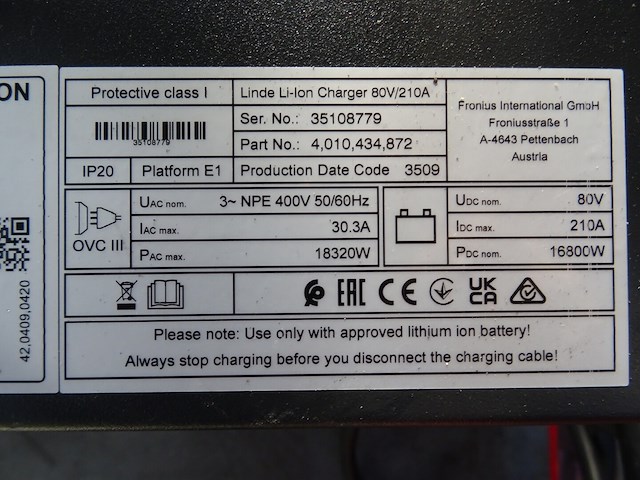 ON
42,0409,0420
Protective class I
35108779
IP20
Platform E1
Linde Li-Ion Charger 80V/210A
Ser. No.: 35108779
Part No.: 4,010,434,872
Production Date Code 3509
Fronius International GmbH
Froniusstraße 1
A-4643 Pettenbach
Austria
OVC III
UAC nom. 3~ NPE 400V 50/60Hz
IAC max. 30.3A
PAC max. 18320W
UDC nom. 80V
IDC max. 210A
PDC nom. 16800W
EAC CE UK CA
Please note: Use only with approved lithium ion battery!
Always stop charging before you disconnect the charging cable!